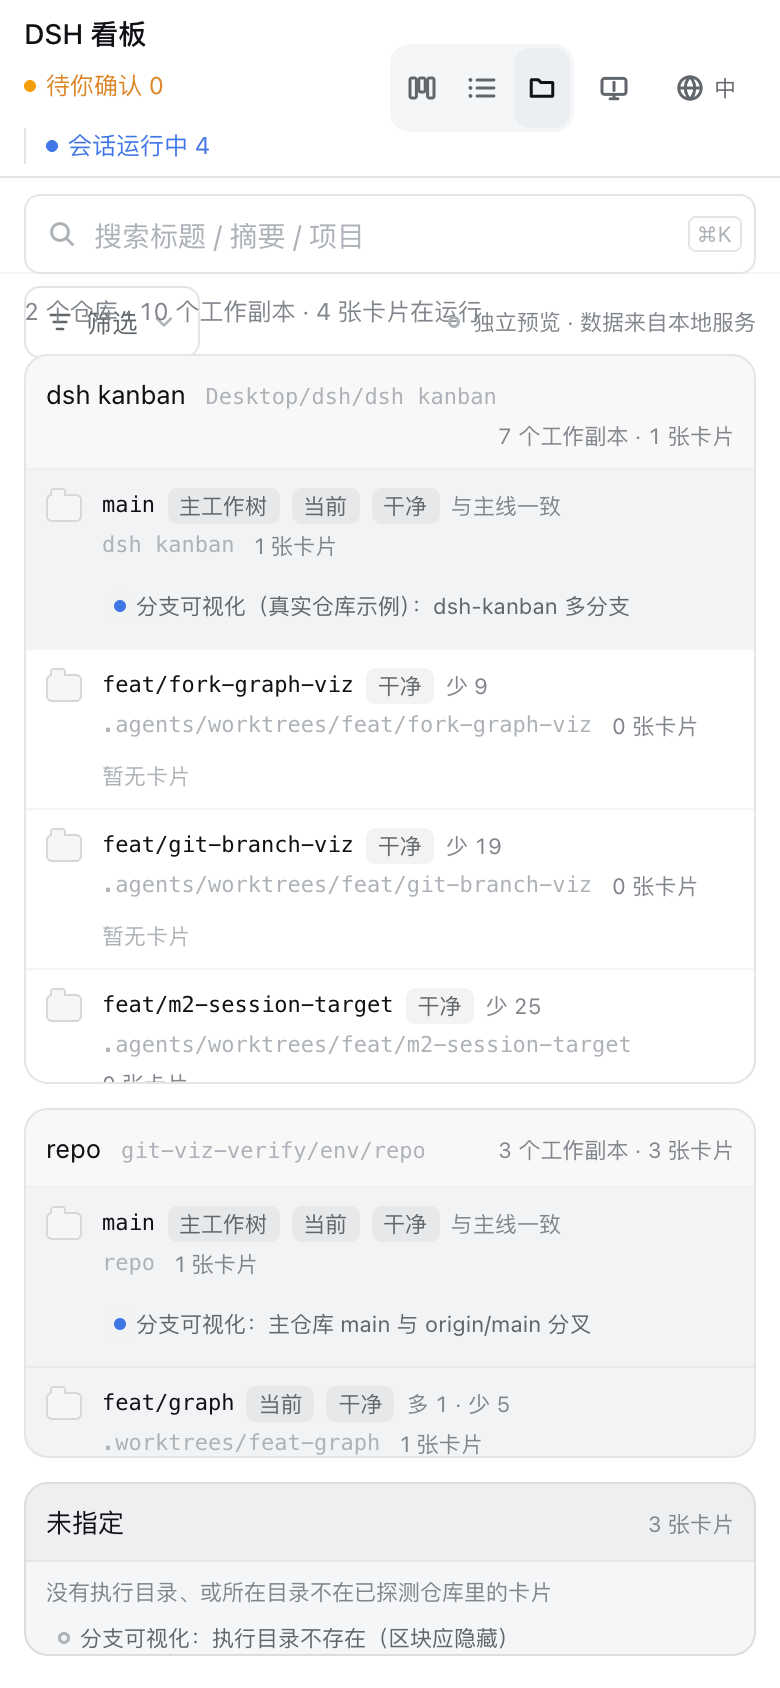 DSH 看板
待你确认 0
中
会话运行中 4
搜索标题 / 摘要 / 项目
⌘K
2 个仓库 · 10 个工作副本 · 4 张卡片在运行
筛选
独立预览 · 数据来自本地服务
dsh kanban Desktop/dsh/dsh kanban
7 个工作副本 · 1 张卡片
main 主工作树 当前 干净 与主线一致
dsh kanban 1 张卡片
分支可视化（真实仓库示例）：dsh-kanban 多分支
feat/fork-graph-viz 干净 少 9
.agents/worktrees/feat/fork-graph-viz 0 张卡片
暂无卡片
feat/git-branch-viz 干净 少 19
.agents/worktrees/feat/git-branch-viz 0 张卡片
暂无卡片
feat/m2-session-target 干净 少 25
.agents/worktrees/feat/m2-session-target
0 张卡片
repo git-viz-verify/env/repo 3 个工作副本 · 3 张卡片
main 主工作树 当前 干净 与主线一致
repo 1 张卡片
分支可视化：主仓库 main 与 origin/main 分叉
feat/graph 当前 干净 多 1 · 少 5
.worktrees/feat-graph 1 张卡片
未指定 3 张卡片
没有执行目录、或所在目录不在已探测仓库里的卡片
分支可视化：执行目录不存在（区块应隐藏）